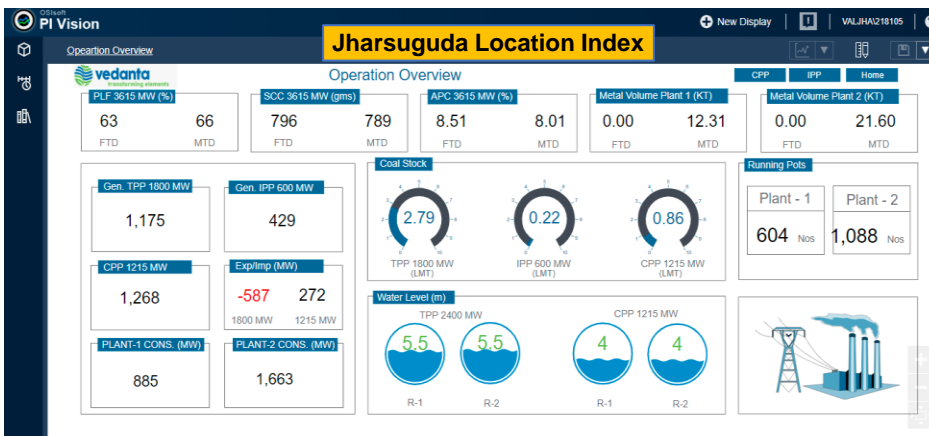 OSIsoft
PI Vision
New Display
VALJHA\218105
Jharsuguda Location Index
Opeartion Overview
vedanta
transforming elements
Operation Overview
CPP IPP Home
PLF 3615 MW (%)
63 66
FTD MTD
SCC 3615 MW (gms)
796 789
FTD MTD
APC 3615 MW (%)
8.51 8.01
FTD MTD
Metal Volume Plant 1 (KT)
0.00 12.31
FTD MTD
Metal Volume Plant 2 (KT)
0.00 21.60
FTD MTD
Gen. TPP 1800 MW
1,175
Gen. IPP 600 MW
429
CPP 1215 MW
1,268
Exp/Imp (MW)
-587 272
1800 MW 1215 MW
PLANT-1 CONS. (MW)
885
PLANT-2 CONS. (MW)
1,663
Coal Stock
2.79
TPP 1800 MW
(LMT)
0.22
IPP 600 MW
(LMT)
0.86
CPP 1215 MW
(LMT)
Water Level (m)
TPP 2400 MW
5.5 5.5
R-1 R-2
CPP 1215 MW
4 4
R-1 R-2
Running Pots
Plant - 1
604 Nos
Plant - 2
1,088 Nos